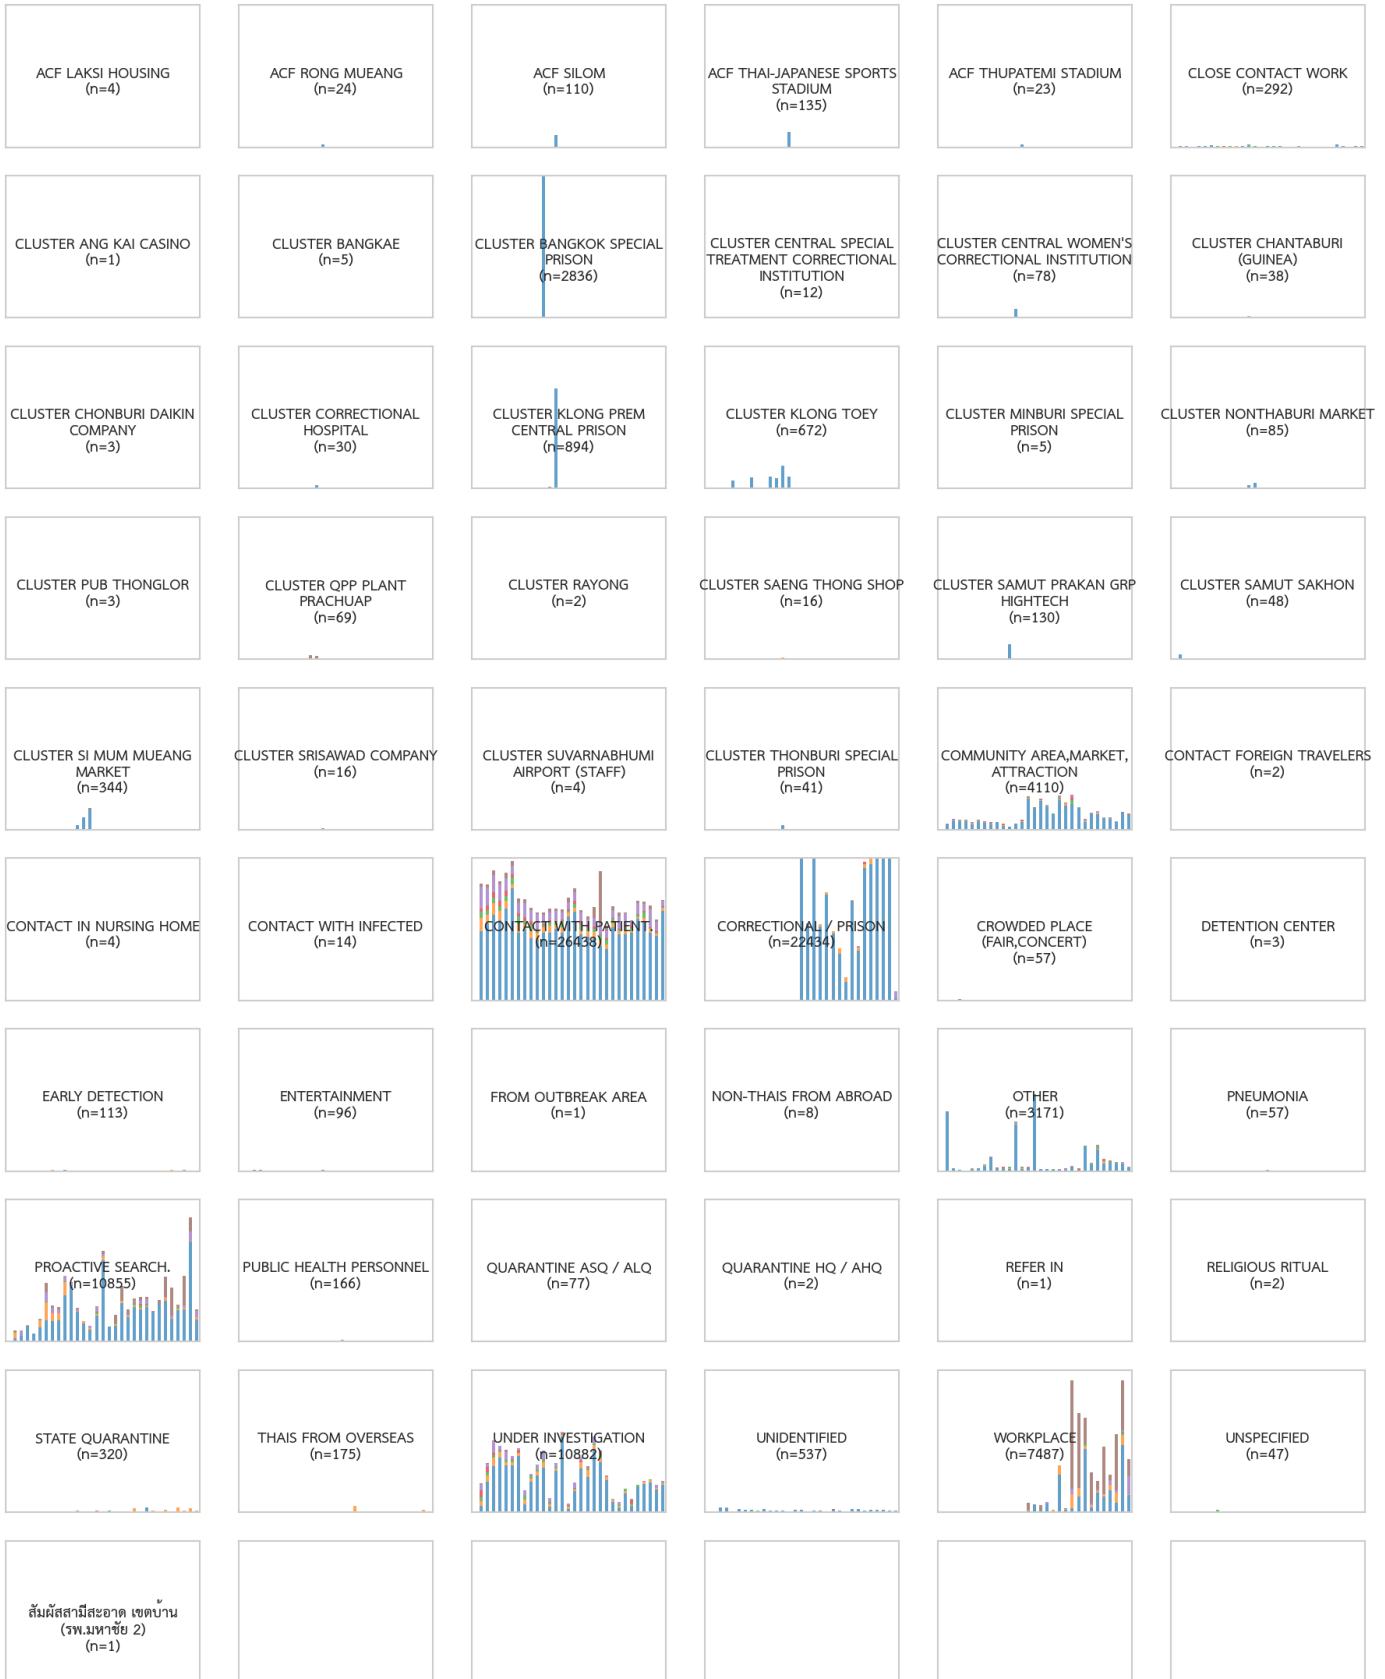 ACF LAKSI HOUSING
(n=4)
ACF RONG MUEANG
(n=24)
ACF SILOM
(n=110)
ACF THAI-JAPANESE SPORTS
STADIUM
(n=135)
ACF THUPATEMI STADIUM
(n=23)
CLOSE CONTACT WORK
(n=292)
CLUSTER ANG KAI CASINO
(n=1)
CLUSTER BANGKAE
(n=5)
CLUSTER BANGKOK SPECIAL
PRISON
(n=2836)
CLUSTER CENTRAL SPECIAL
TREATMENT CORRECTIONAL
INSTITUTION
(n=12)
CLUSTER CENTRAL WOMEN'S
CORRECTIONAL INSTITUTION
(n=78)
CLUSTER CHANTABURI
(GUINEA)
(n=38)
CLUSTER CHONBURI DAIKIN
COMPANY
(n=3)
CLUSTER CORRECTIONAL
HOSPITAL
(n=30)
CLUSTER KLONG PREM
CENTRAL PRISON
(n=894)
CLUSTER KLONG TOEY
(n=672)
CLUSTER MINBURI SPECIAL
PRISON
(n=5)
CLUSTER NONTHABURI MARKET
(n=85)
CLUSTER PUB THONGLOR
(n=3)
CLUSTER QPP PLANT
PRACHUAP
(n=69)
CLUSTER RAYONG
(n=2)
CLUSTER SAENG THONG SHOP
(n=16)
CLUSTER SAMUT PRAKAN GRP
HIGHTECH
(n=130)
CLUSTER SAMUT SAKHON
(n=48)
CLUSTER SI MUM MUEANG
MARKET
(n=344)
CLUSTER SRISAWAD COMPANY
(n=16)
CLUSTER SUVARNABHUMI
AIRPORT (STAFF)
(n=4)
CLUSTER THONBURI SPECIAL
PRISON
(n=41)
COMMUNITY AREA,MARKET,
ATTRACTION
(n=4110)
CONTACT FOREIGN TRAVELERS
(n=2)
CONTACT IN NURSING HOME
(n=4)
CONTACT WITH INFECTED
(n=14)
CONTACT WITH PATIENT.
(n=26438)
CORRECTIONAL / PRISON
(n=22434)
CROWDED PLACE
(FAIR,CONCERT)
(n=57)
DETENTION CENTER
(n=3)
EARLY DETECTION
(n=113)
ENTERTAINMENT
(n=96)
FROM OUTBREAK AREA
(n=1)
NON-THAIS FROM ABROAD
(n=8)
OTHER
(n=3171)
PNEUMONIA
(n=57)
PROACTIVE SEARCH.
(n=10855)
PUBLIC HEALTH PERSONNEL
(n=166)
QUARANTINE ASQ / ALQ
(n=77)
QUARANTINE HQ / AHQ
(n=2)
REFER IN
(n=1)
RELIGIOUS RITUAL
(n=2)
STATE QUARANTINE
(n=320)
THAIS FROM OVERSEAS
(n=175)
UNDER INVESTIGATION
(n=10882)
UNIDENTIFIED
(n=537)
WORKPLACE
(n=7487)
UNSPECIFIED
(n=47)
สัมผัสสามีสะอาด เขตบ้าน
(รพ.มหาชัย 2)
(n=1)